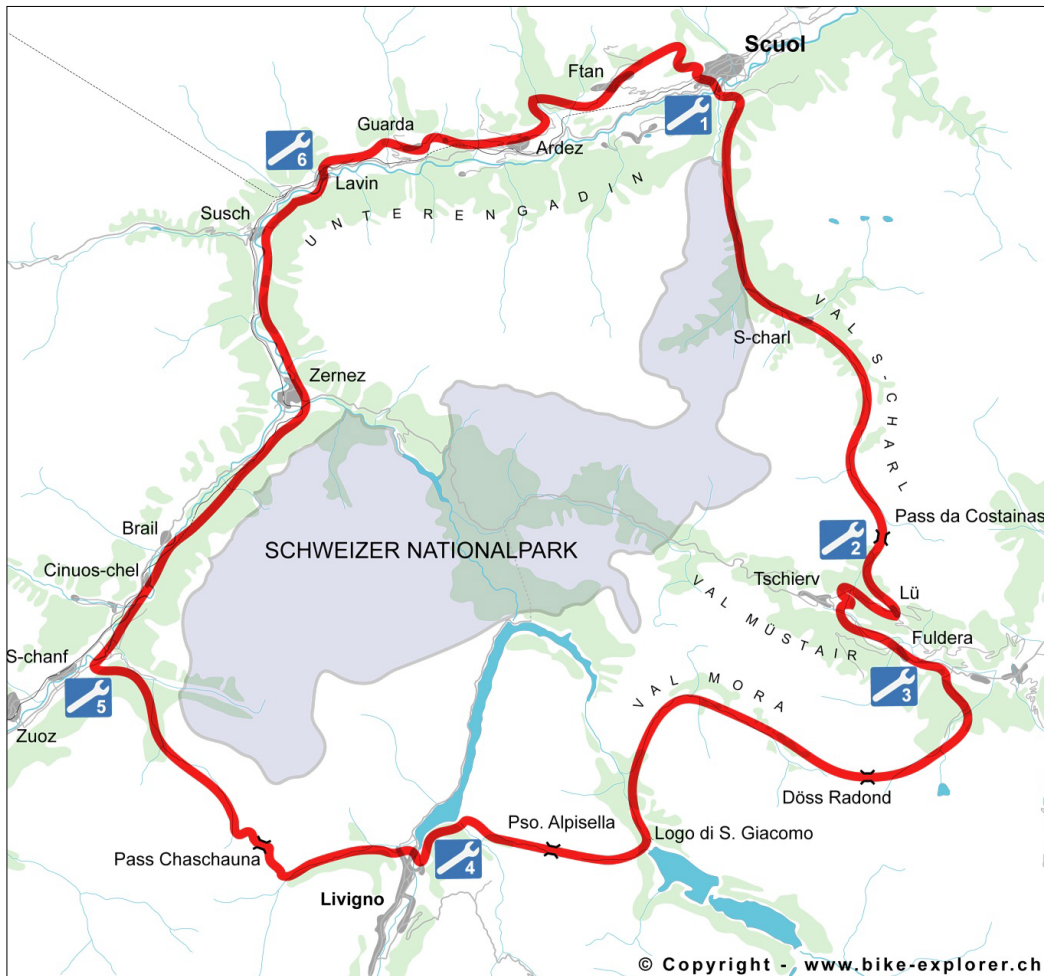 Scuol
Ftan
1
Guarda
6
Ardez
Lavin
UNTERENGADIN
Susch
VAL S-CHARL
S-charl
Zernez
Pass da Costainas
2
Brail
SCHWEIZER NATIONALPARK
Cinuos-chel
Tschierv
Lü
VAL MÜSTAIR
Fuldera
S-chanf
3
5
VAL MORA
Zuoz
Döss Radond
Pso. Alpisella
Logo di S. Giacomo
Pass Chaschauna
4
Livigno
© Copyright - www.bike-explorer.ch